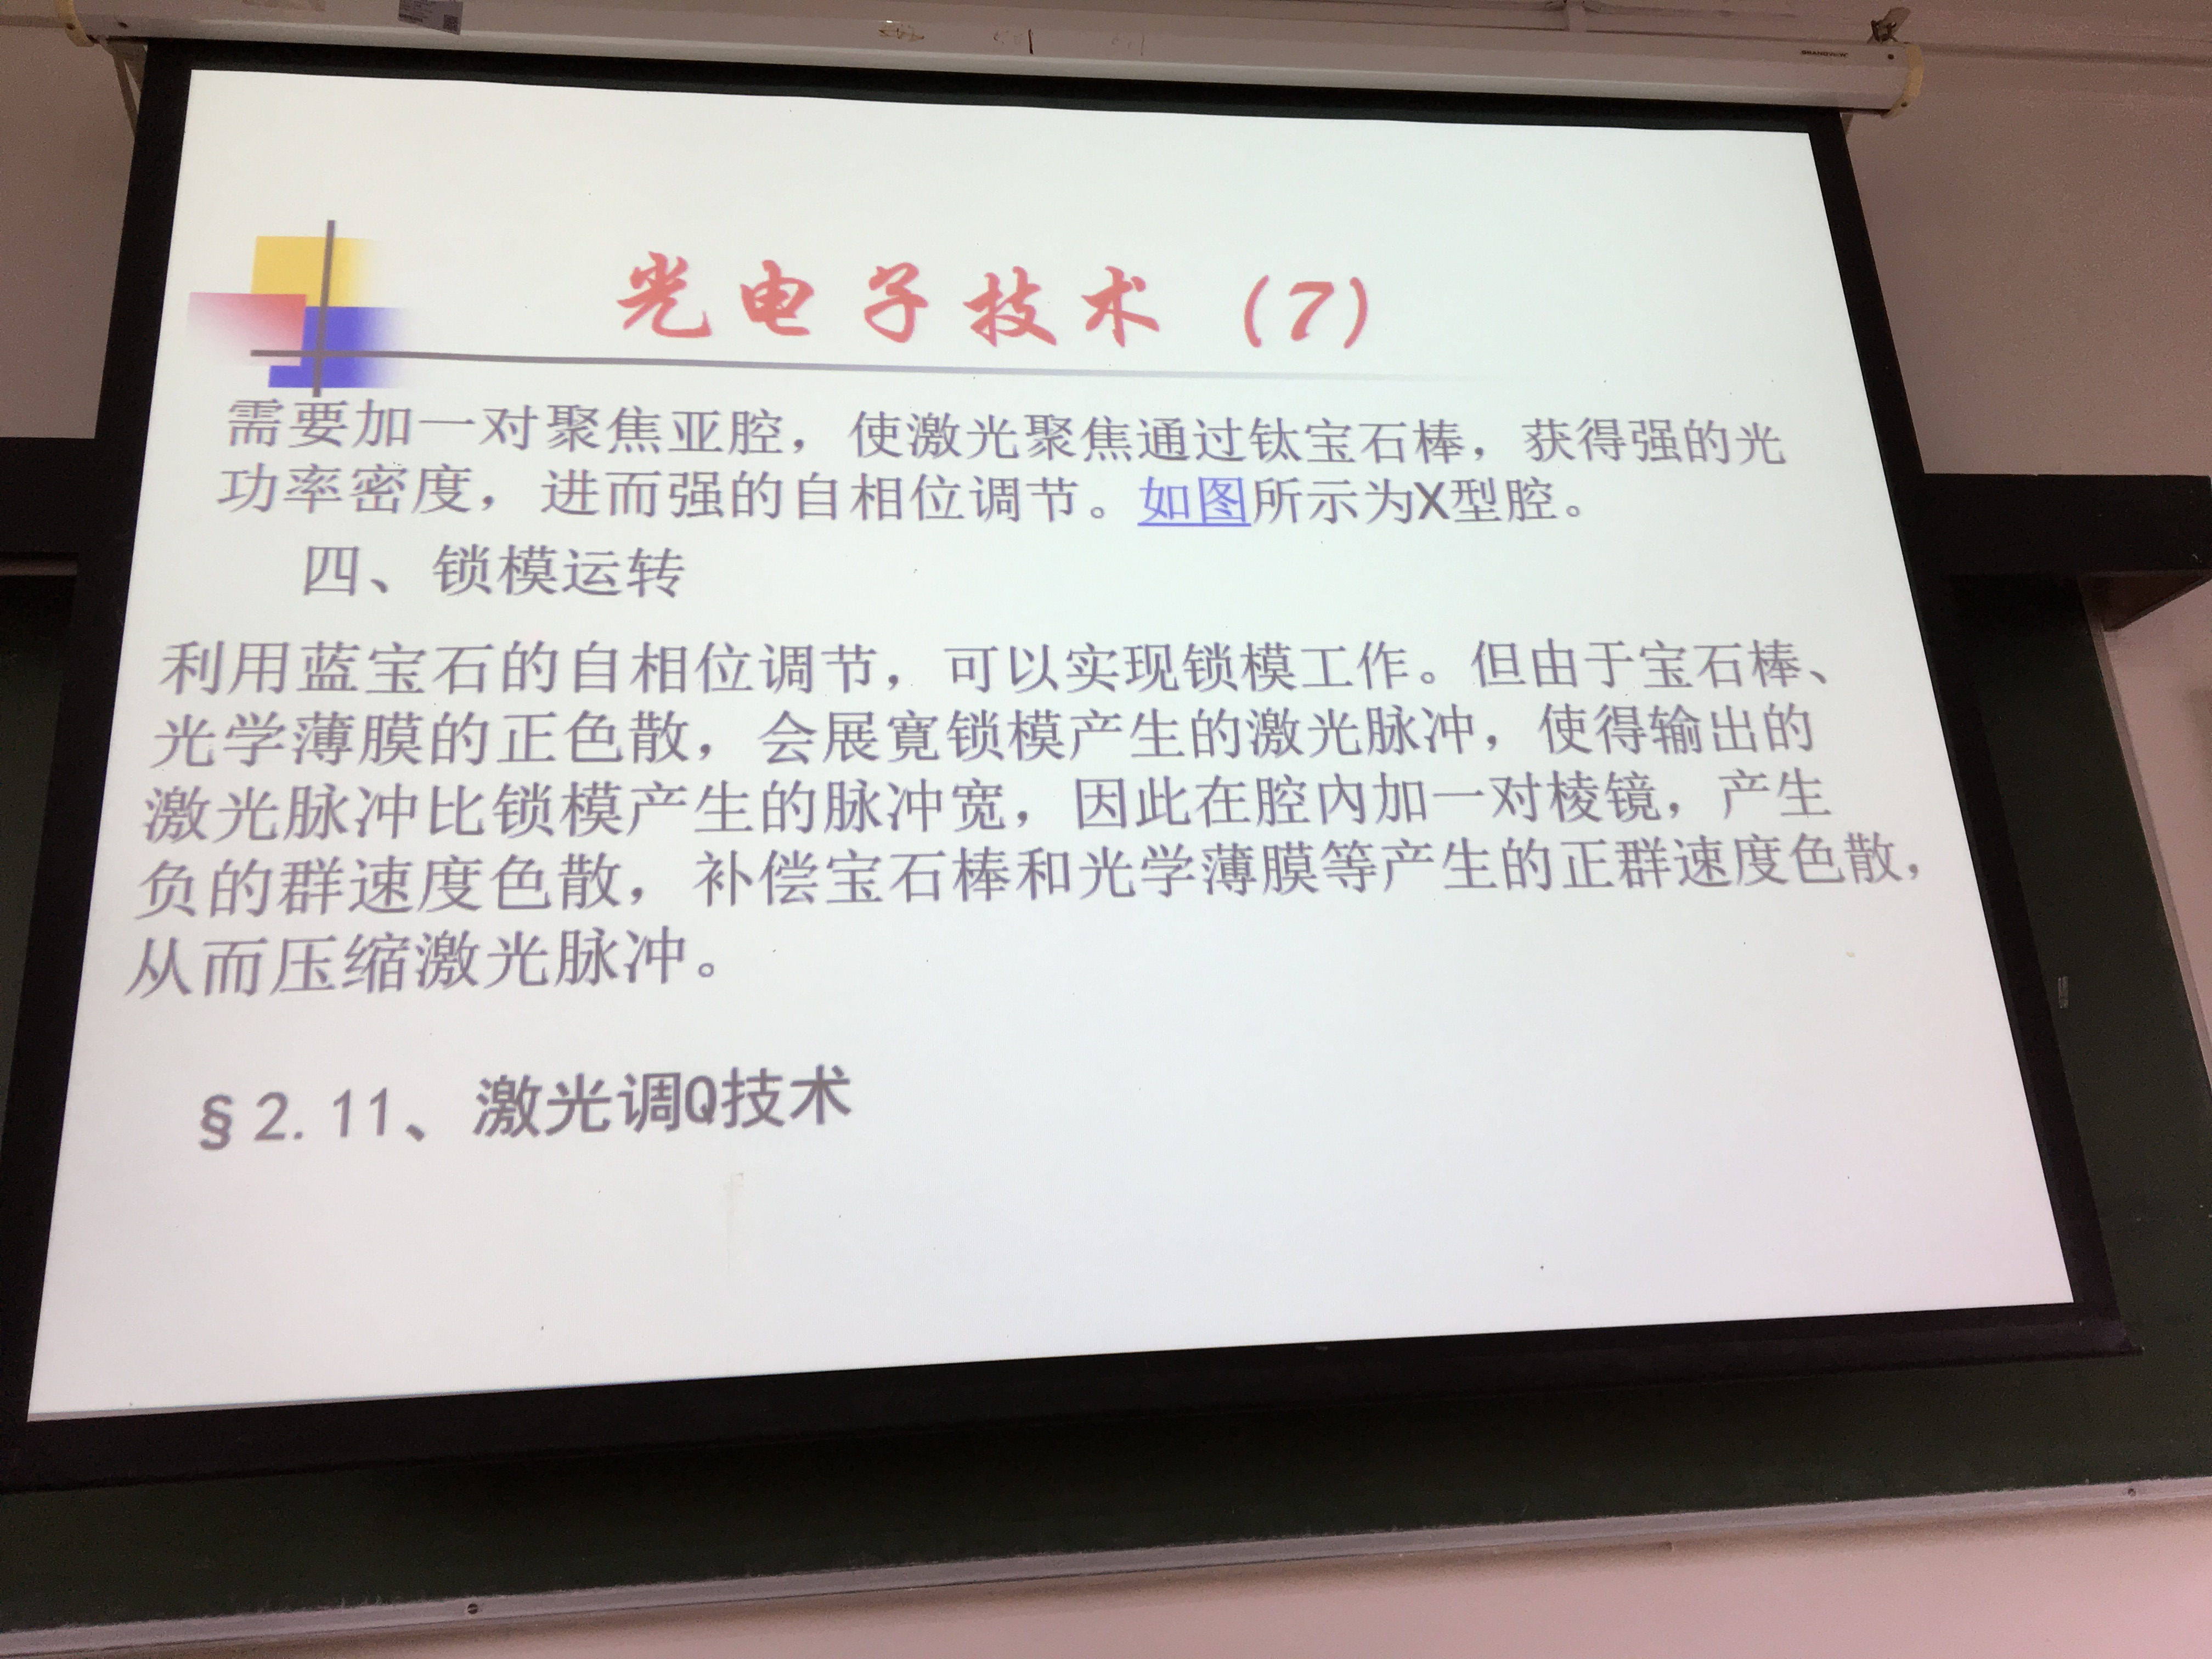 光电子技术（7）
需要加一对聚焦亚腔，使激光聚焦通过钛宝石棒，获得强的光
功率密度，进而强的自相位调节。如图所示为X型腔。
四、锁模运转
利用蓝宝石的自相位调节，可以实现锁模工作。但由于宝石棒、
光学薄膜的正色散，会展寬锁模产生的激光脉冲，使得输出的
激光脉冲比锁模产生的脉冲宽，因此在腔內加一对棱镜，产生
负的群速度色散，补偿宝石棒和光学薄膜等产生的正群速度色散，
从而压缩激光脉冲。
§2.11、激光调Q技术